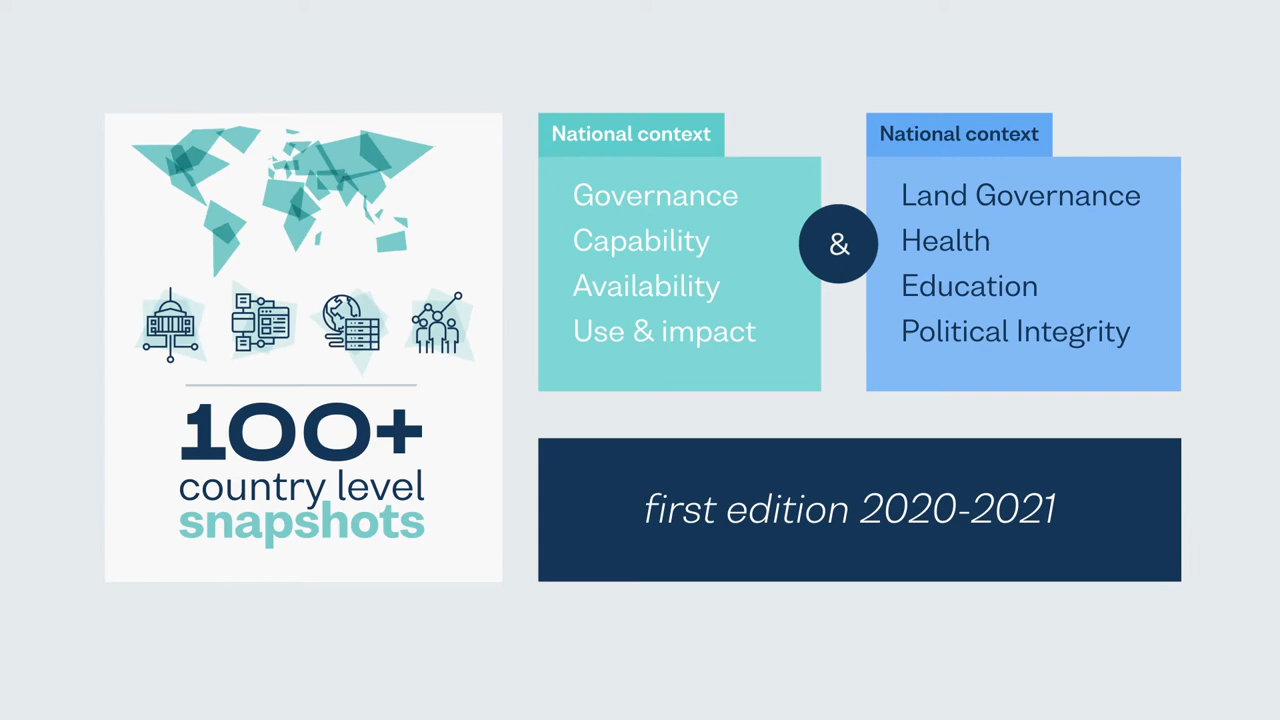 100+
country level
snapshots
National context
Governance
Capability
Availability
Use & impact
&
National context
Land Governance
Health
Education
Political Integrity
first edition 2020-2021